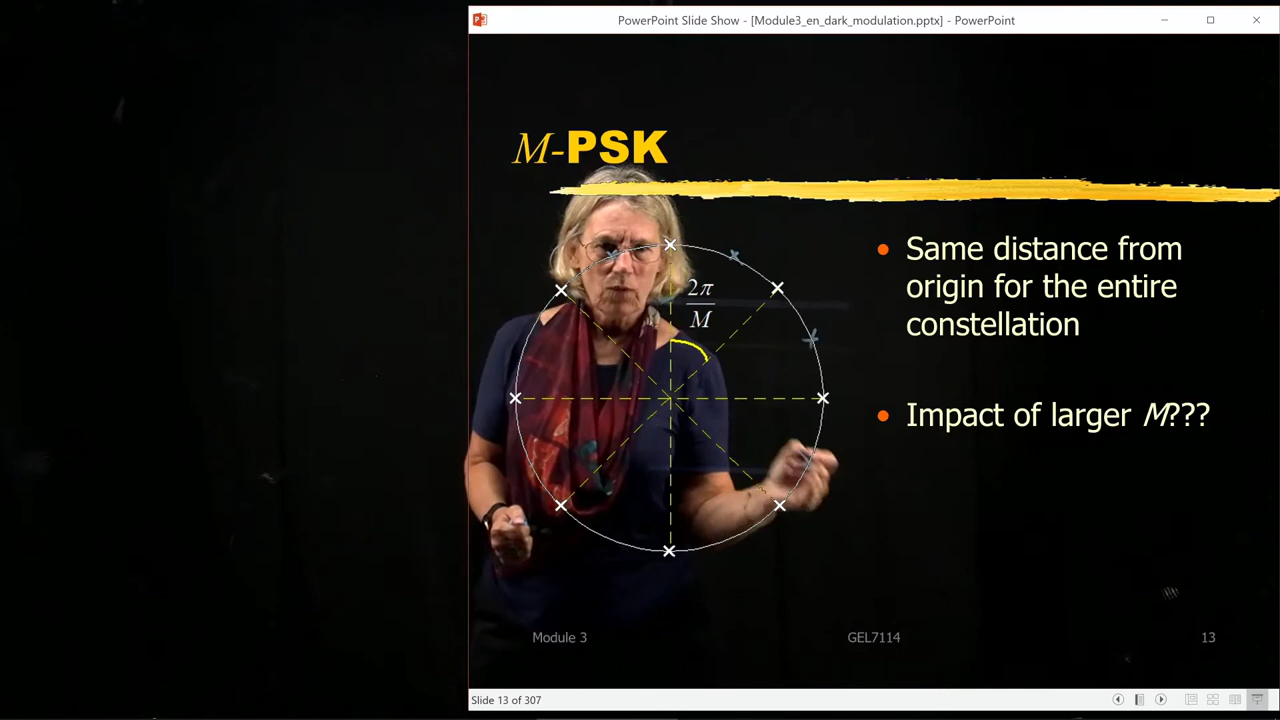 PowerPoint Slide Show - [Module3_en_dark_modulation.pptx] - PowerPoint
M-PSK
2π
M
Same distance from
origin for the entire
constellation
Impact of larger M???
Module 3
GEL7114
13
Slide 13 of 307